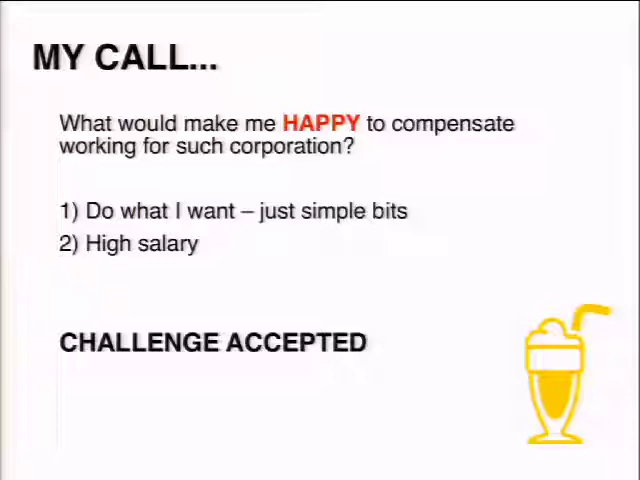 MY CALL...
What would make me HAPPY to compensate
working for such corporation?
1) Do what I want – just simple bits
2) High salary
CHALLENGE ACCEPTED